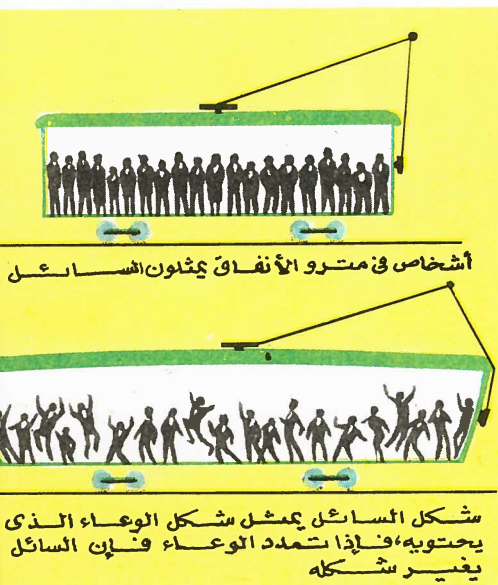 أشخاص فى مترو الأنفاق يمثلون السائل
شكل السائل يمثل شكل الوعاء الذى
يحتويه، فإذا تمدد الوعاء فإن السائل
يغير شكله